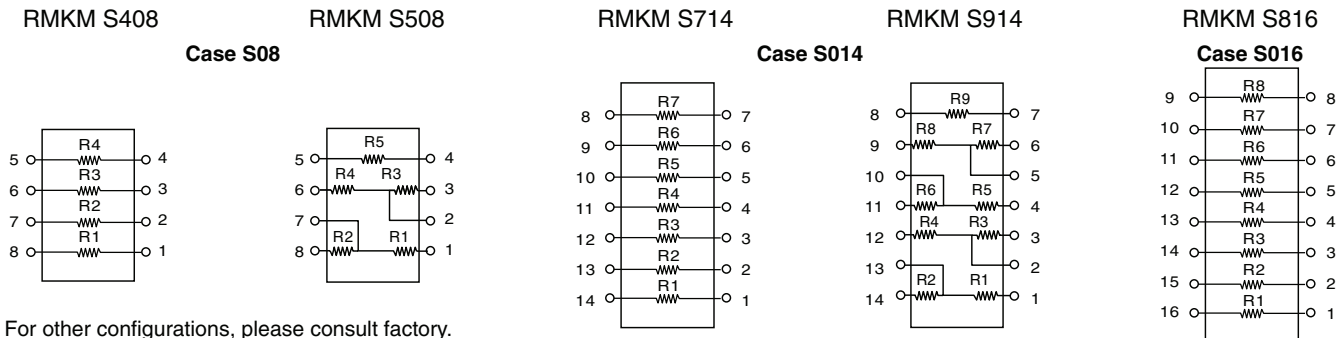 RMKM S408
RMKM S508
RMKM S714
RMKM S914
RMKM S816
Case S08
Case S014
Case S016
5 R4 4
6 R3 3
7 R2 2
8 R1 1
5 R5 4
6 R4 R3 3
7 2
8 R2 R1 1
8 R7 7
9 R6 6
10 R5 5
11 R4 4
12 R3 3
13 R2 2
14 R1 1
8 R9 7
9 R8 R7 6
10 5
11 R6 R5 4
12 R4 R3 3
13 2
14 R2 R1 1
9 R8 8
10 R7 7
11 R6 6
12 R5 5
13 R4 4
14 R3 3
15 R2 2
16 R1 1
For other configurations, please consult factory.